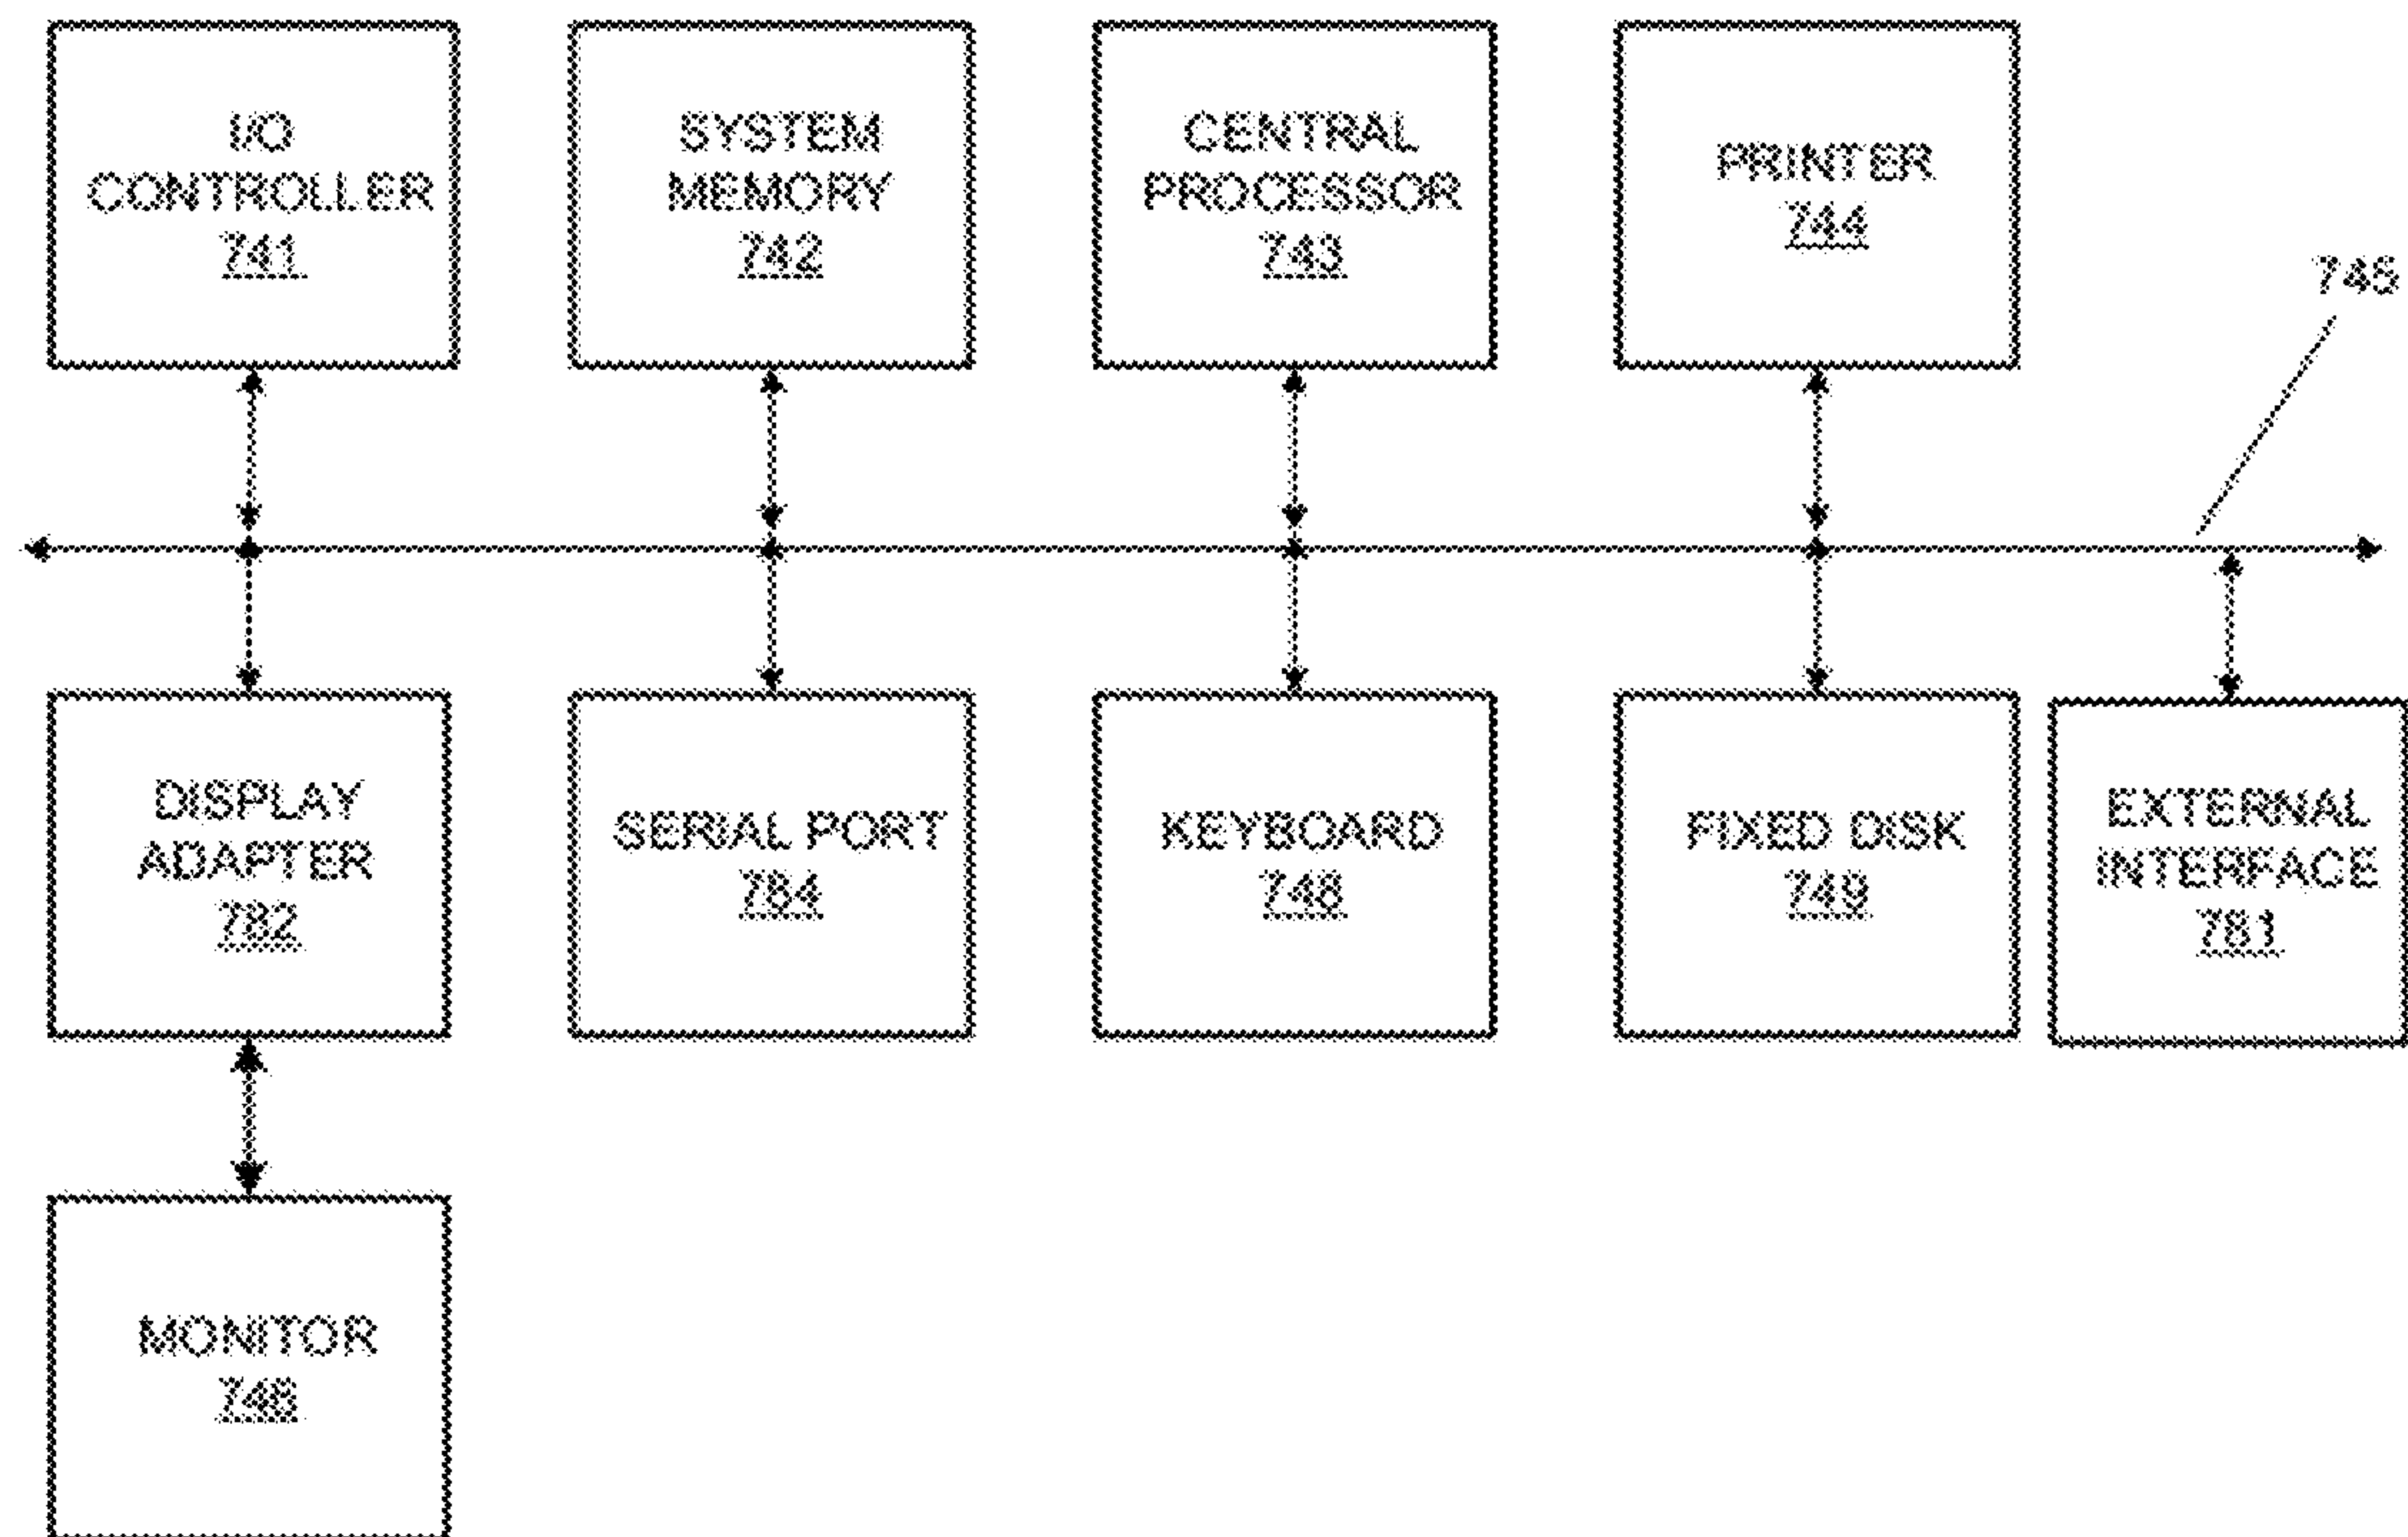 I/O
CONTROLLER
741
SYSTEM
MEMORY
742
CENTRAL
PROCESSOR
743
PRINTER
744
745
DISPLAY
ADAPTER
782
SERIAL PORT
784
KEYBOARD
748
FIXED DISK
749
EXTERNAL
INTERFACE
781
MONITOR
746